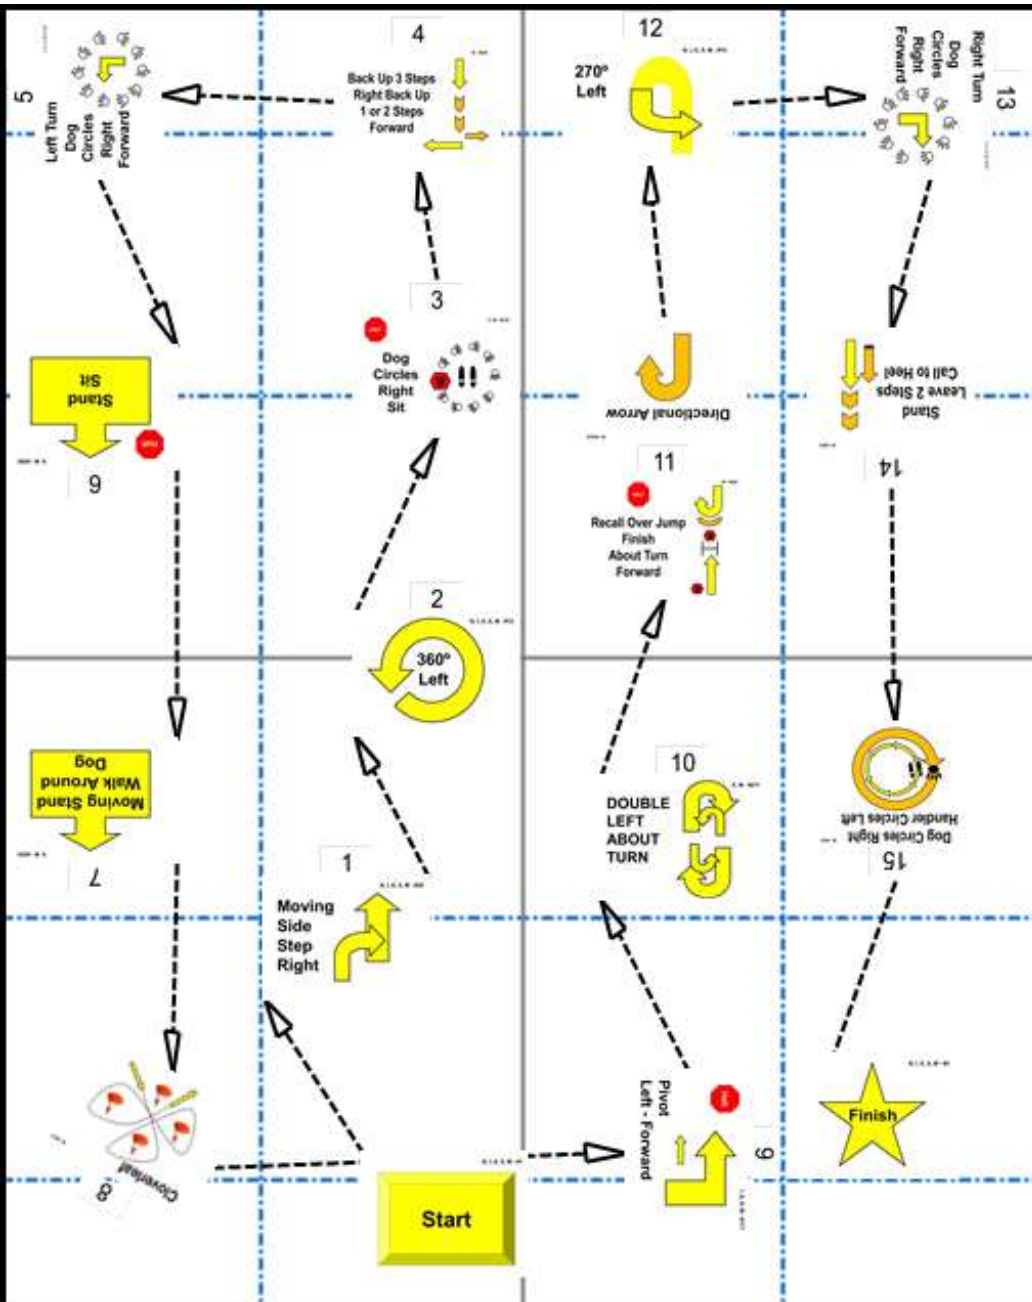 Start
1
Moving
Side
Step
Right
2
360º
Left
3
Dog
Circles
Right
Sit
4
Back Up 3 Steps
Right Back Up
1 or 2 Steps
Forward
5
Left Turn
Dog
Circles
Right
Forward
6
Stand
Sit
7
Moving Stand
Walk Around
Dog
8
Cloverleaf
9
Pivot
Left - Forward
10
DOUBLE
LEFT
ABOUT
TURN
11
Recall Over Jump
Finish
About Turn
Forward
Directional Arrow
12
270º
Left
13
Right Turn
Dog
Circles
Right
Forward
14
Stand
Leave 2 Steps
Call to Heel
15
Dog Circles Right
Handler Circles Left
Finish